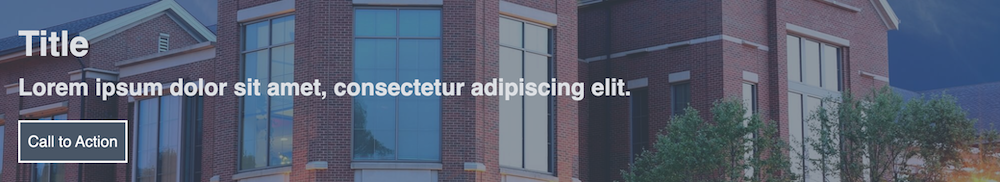 Title
Lorem ipsum dolor sit amet, consectetur adipiscing elit.
Call to Action